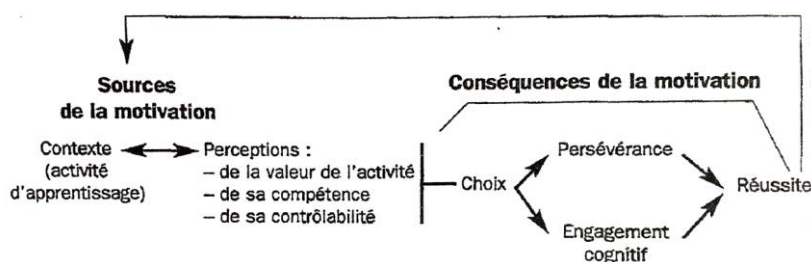 Sources
de la motivation
Conséquences de la motivation
Contexte
(activité
d'apprentissage)
Perceptions :
– de la valeur de l'activité
– de sa compétence
– de sa contrôlabilité
Choix
Persévérance
Engagement
cognitif
Réussite